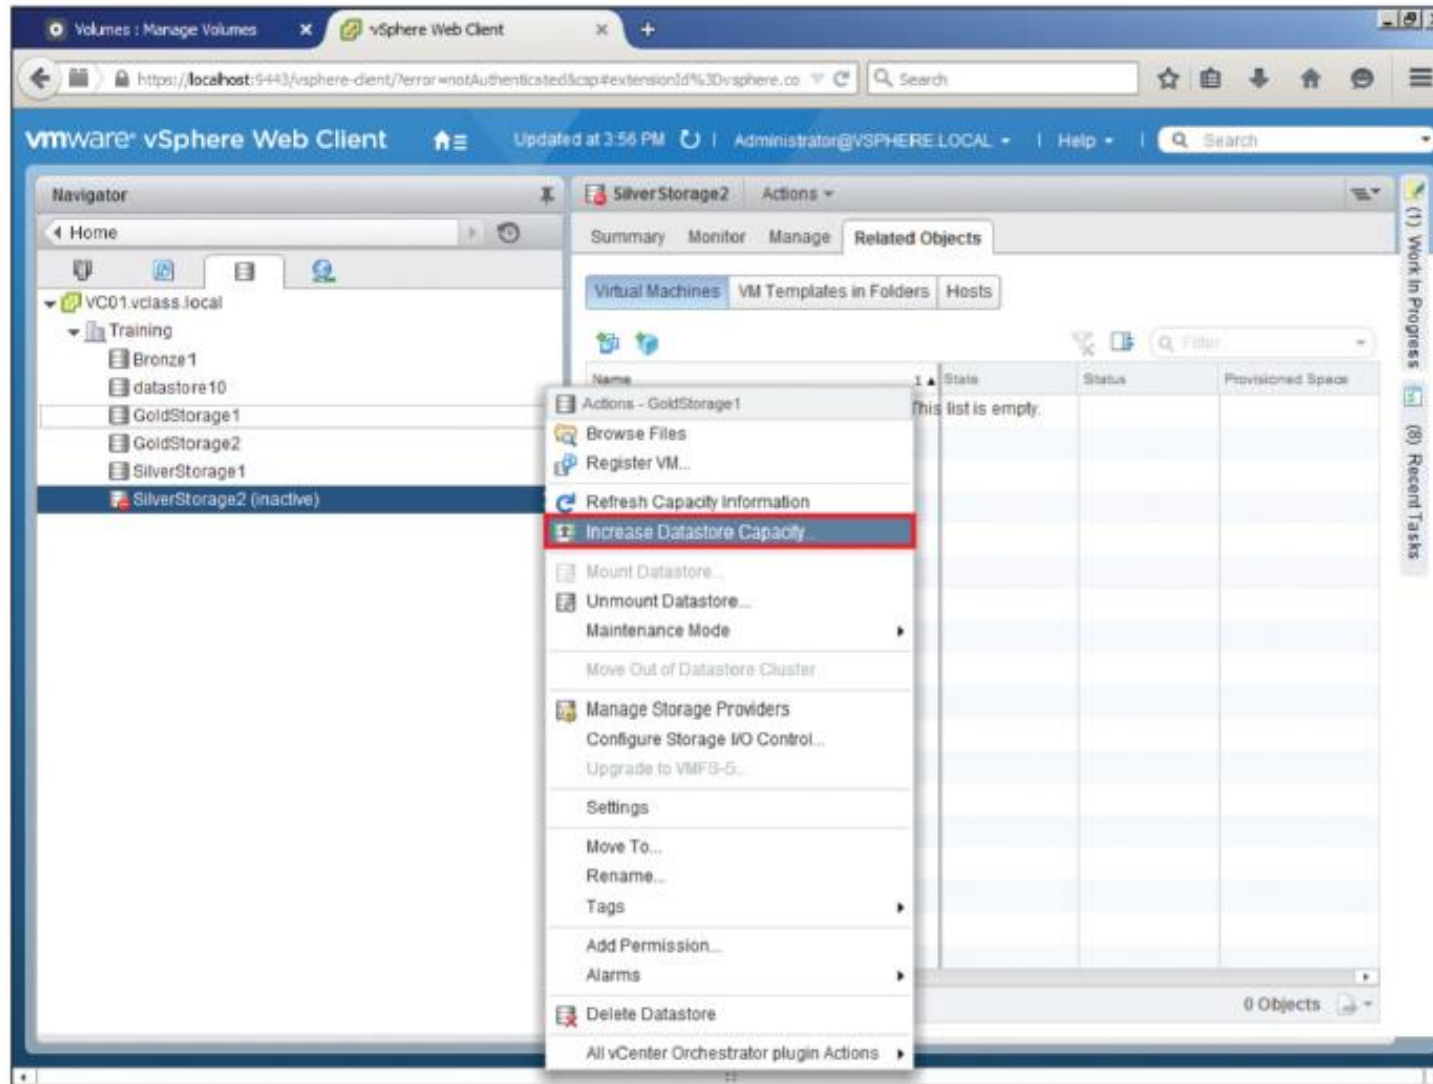 Volumes : Manage Volumes
vSphere Web Client
https://localhost:9443/vsphere-client/?error=notAuthenticated&csp#extensionId%3Dvsphere.co
Search
vmware® vSphere Web Client
Updated at 3:56 PM
Administrator@VSPHERE.LOCAL
Help
Search
Navigator
Home
VC01.vclass.local
Training
Bronze1
datastore10
GoldStorage1
GoldStorage2
SilverStorage1
SilverStorage2 (inactive)
SilverStorage2
Actions
Summary Monitor Manage Related Objects
Virtual Machines VM Templates in Folders Hosts
Filter
Name 1 State Status Provisioned Space
This list is empty.
Actions - GoldStorage1
Browse Files
Register VM...
Refresh Capacity Information
Increase Datastore Capacity...
Mount Datastore...
Unmount Datastore...
Maintenance Mode
Move Out of Datastore Cluster
Manage Storage Providers
Configure Storage I/O Control...
Upgrade to VMFS-5...
Settings
Move To...
Rename...
Tags
Add Permission...
Alarms
Delete Datastore
All vCenter Orchestrator plugin Actions
0 Objects
(1) Work In Progress
(8) Recent Tasks